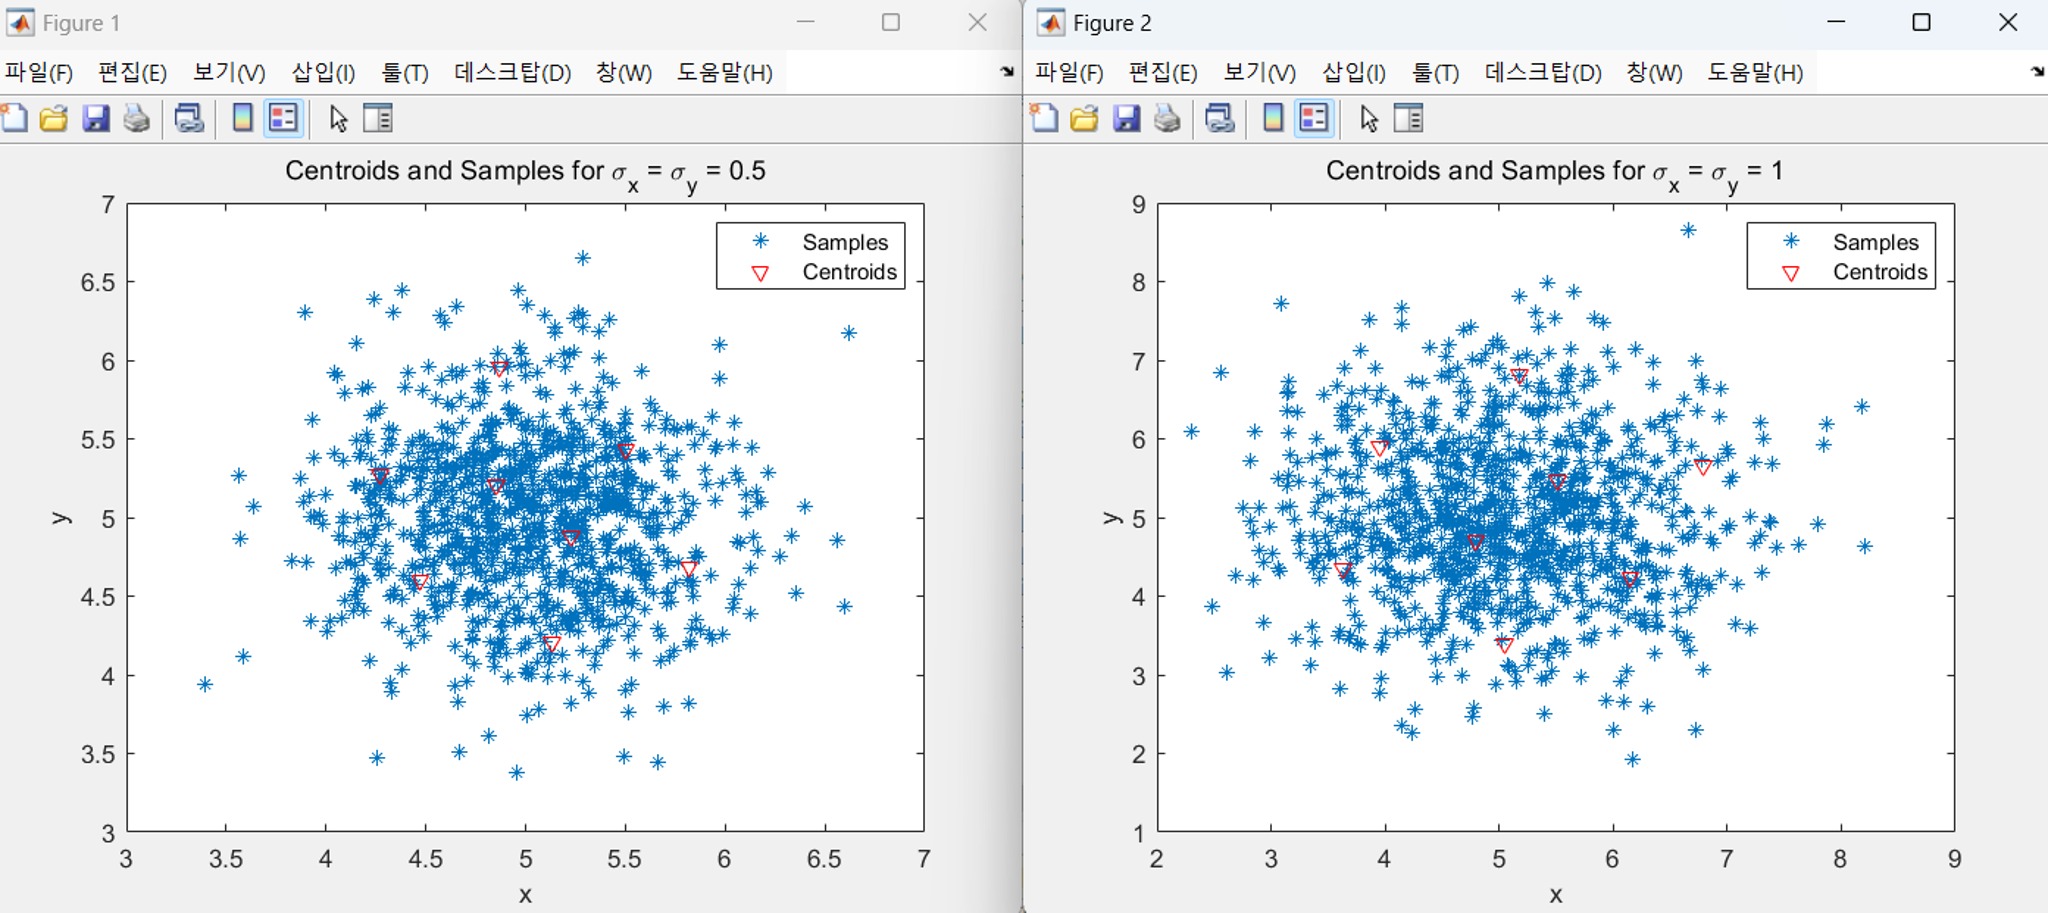 Figure 1
파일(F) 편집(E) 보기(V) 삽입(I) 툴(T) 데스크탑(D) 창(W) 도움말(H)
Centroids and Samples for σx = σy = 0.5
Samples
Centroids
7
6.5
6
5.5
5
4.5
4
3.5
3
y
3 3.5 4 4.5 5 5.5 6 6.5 7
x
Figure 2
파일(F) 편집(E) 보기(V) 삽입(I) 툴(T) 데스크탑(D) 창(W) 도움말(H)
Centroids and Samples for σx = σy = 1
Samples
Centroids
9
8
7
6
5
4
3
2
1
y
2 3 4 5 6 7 8 9
x